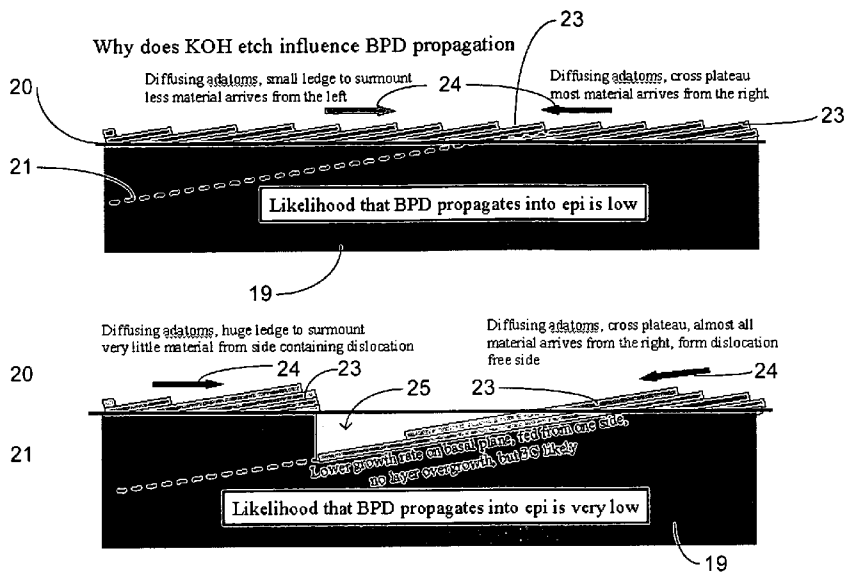 Why does KOH etch influence BPD propagation
23
Diffusing adatoms, small ledge to surmount
less material arrives from the left
24
Diffusing adatoms, cross plateau
most material arrives from the right
20
23
21
Likelihood that BPD propagates into epi is low
19
Diffusing adatoms, huge ledge to surmount
very little material from side containing dislocation
Diffusing adatoms, cross plateau, almost all
material arrives from the right, form dislocation
free side
20
24
23
25
23
24
21
Lower growth rate on basal plane, fed from one side,
no layer overgrowth, but 3C likely
Likelihood that BPD propagates into epi is very low
19